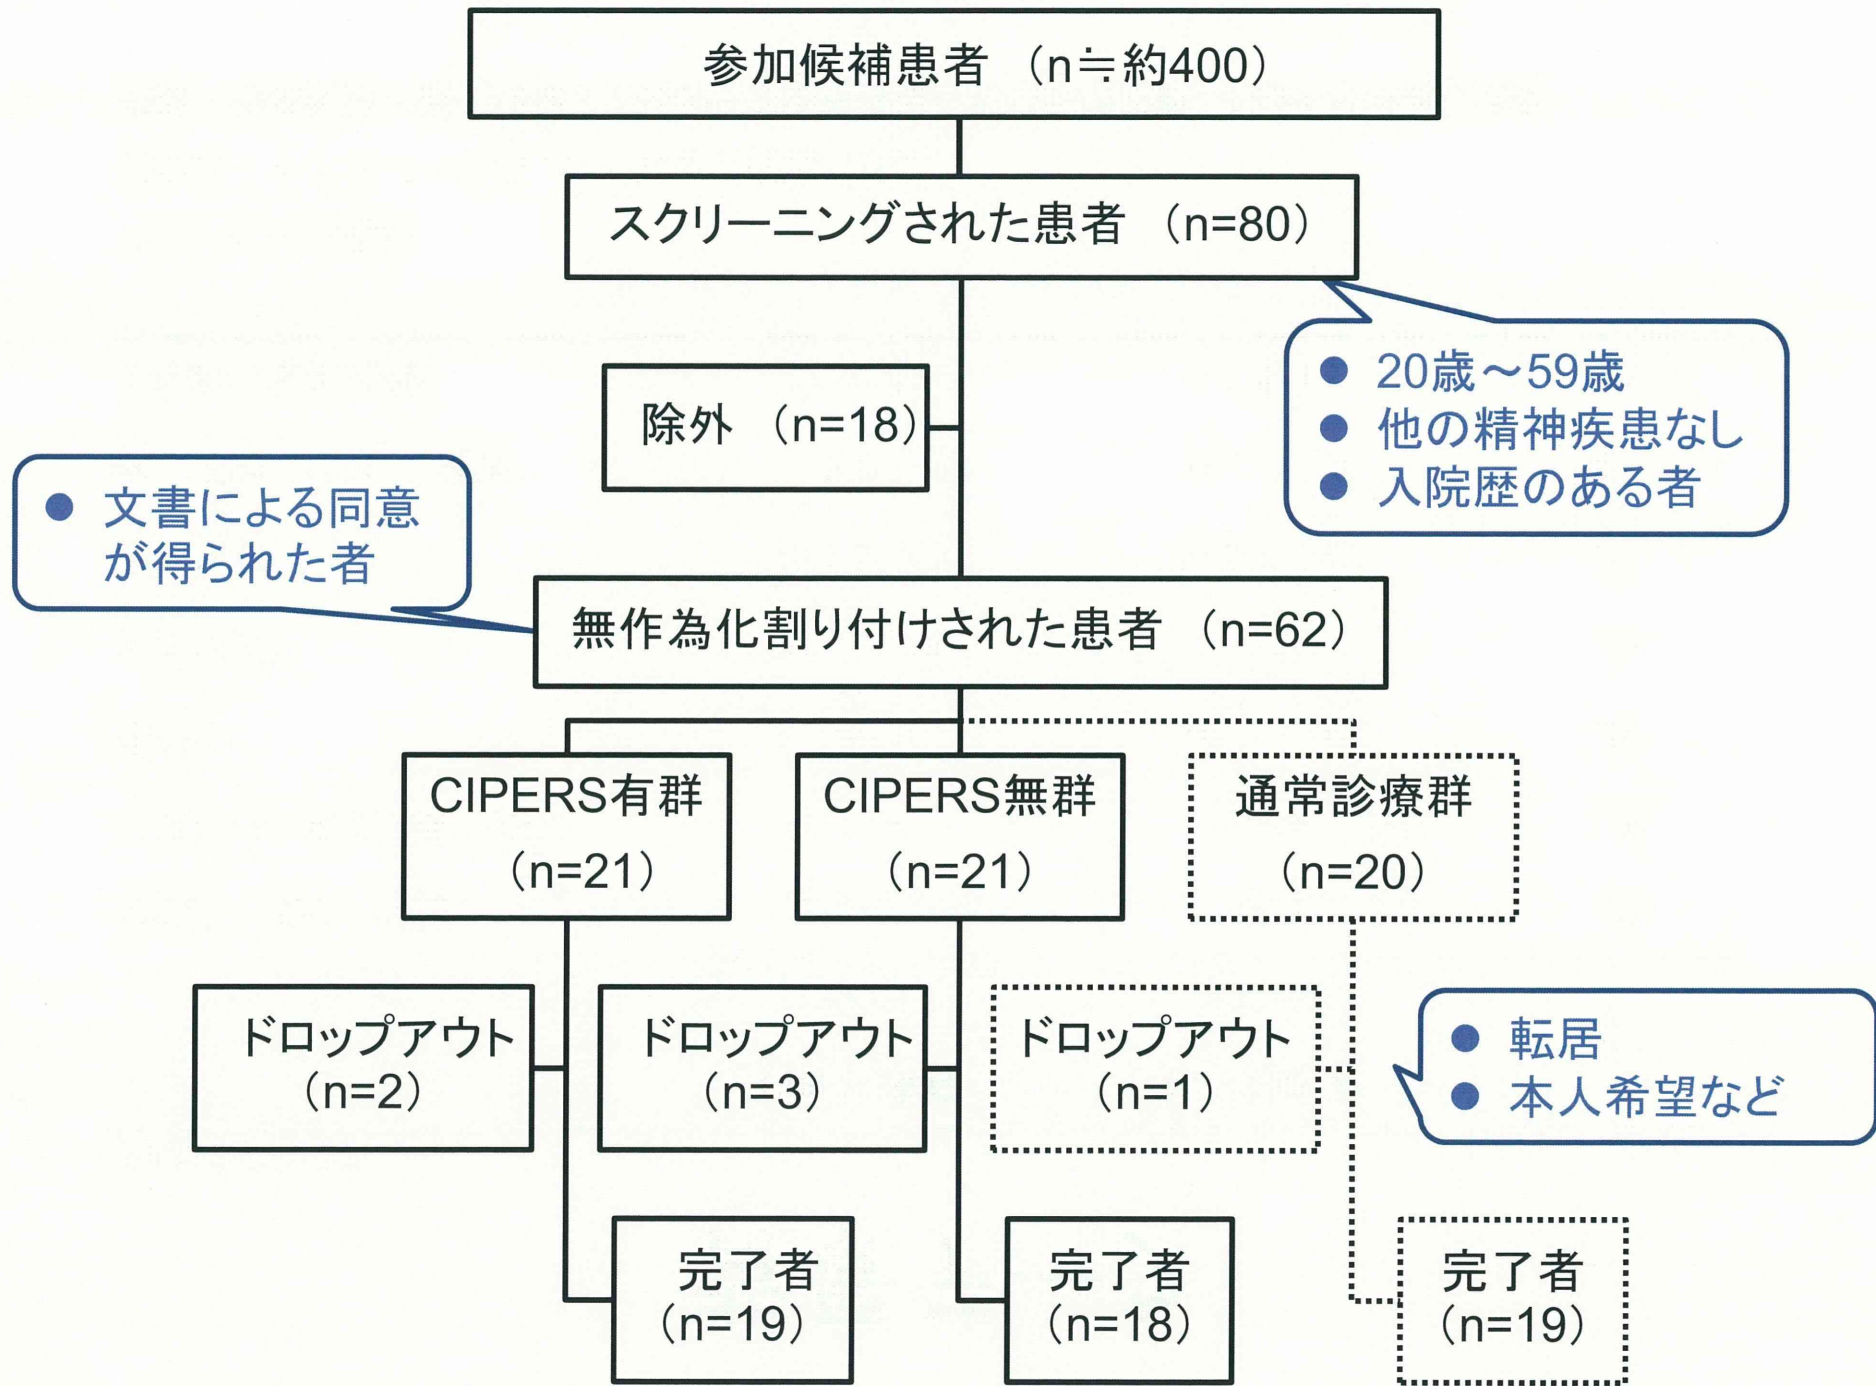 参加候補患者 （n≒約400）
スクリーニングされた患者 （n=80）
● 20歳～59歳
● 他の精神疾患なし
● 入院歴のある者
除外 （n=18）
● 文書による同意
が得られた者
無作為化割り付けされた患者 （n=62）
CIPERS有群
（n=21）
CIPERS無群
（n=21）
通常診療群
（n=20）
ドロップアウト
（n=2）
ドロップアウト
（n=3）
ドロップアウト
（n=1）
● 転居
● 本人希望など
完了者
（n=19）
完了者
（n=18）
完了者
（n=19）